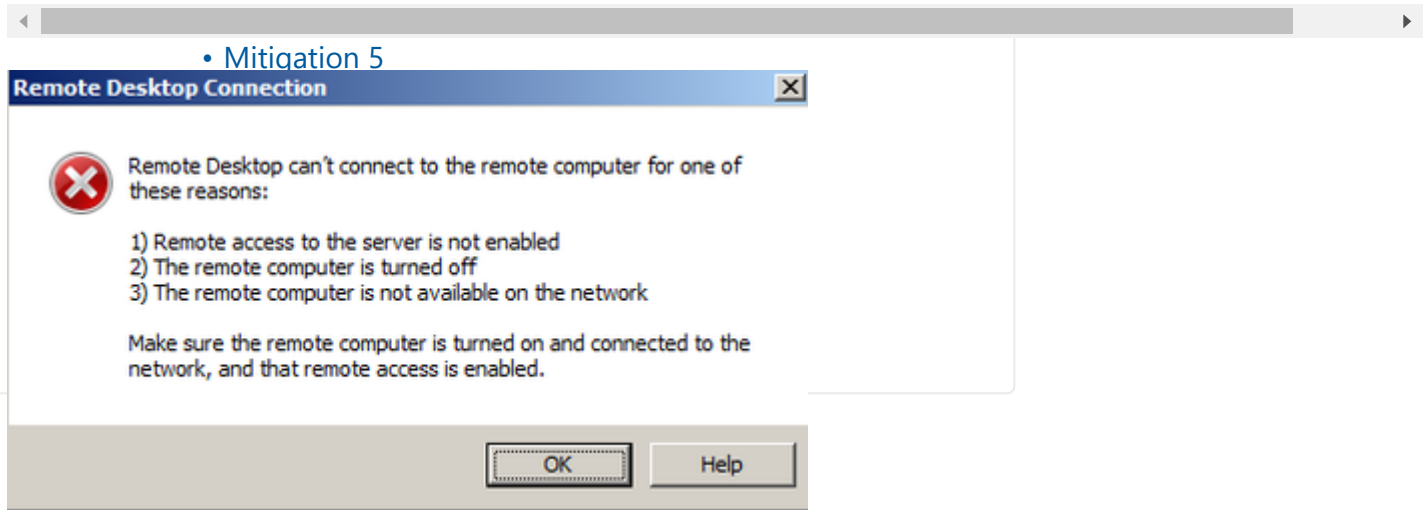 • Mitigation 5
Remote Desktop Connection
Remote Desktop can't connect to the remote computer for one of
these reasons:
1) Remote access to the server is not enabled
2) The remote computer is turned off
3) The remote computer is not available on the network
Make sure the remote computer is turned on and connected to the
network, and that remote access is enabled.
OK
Help